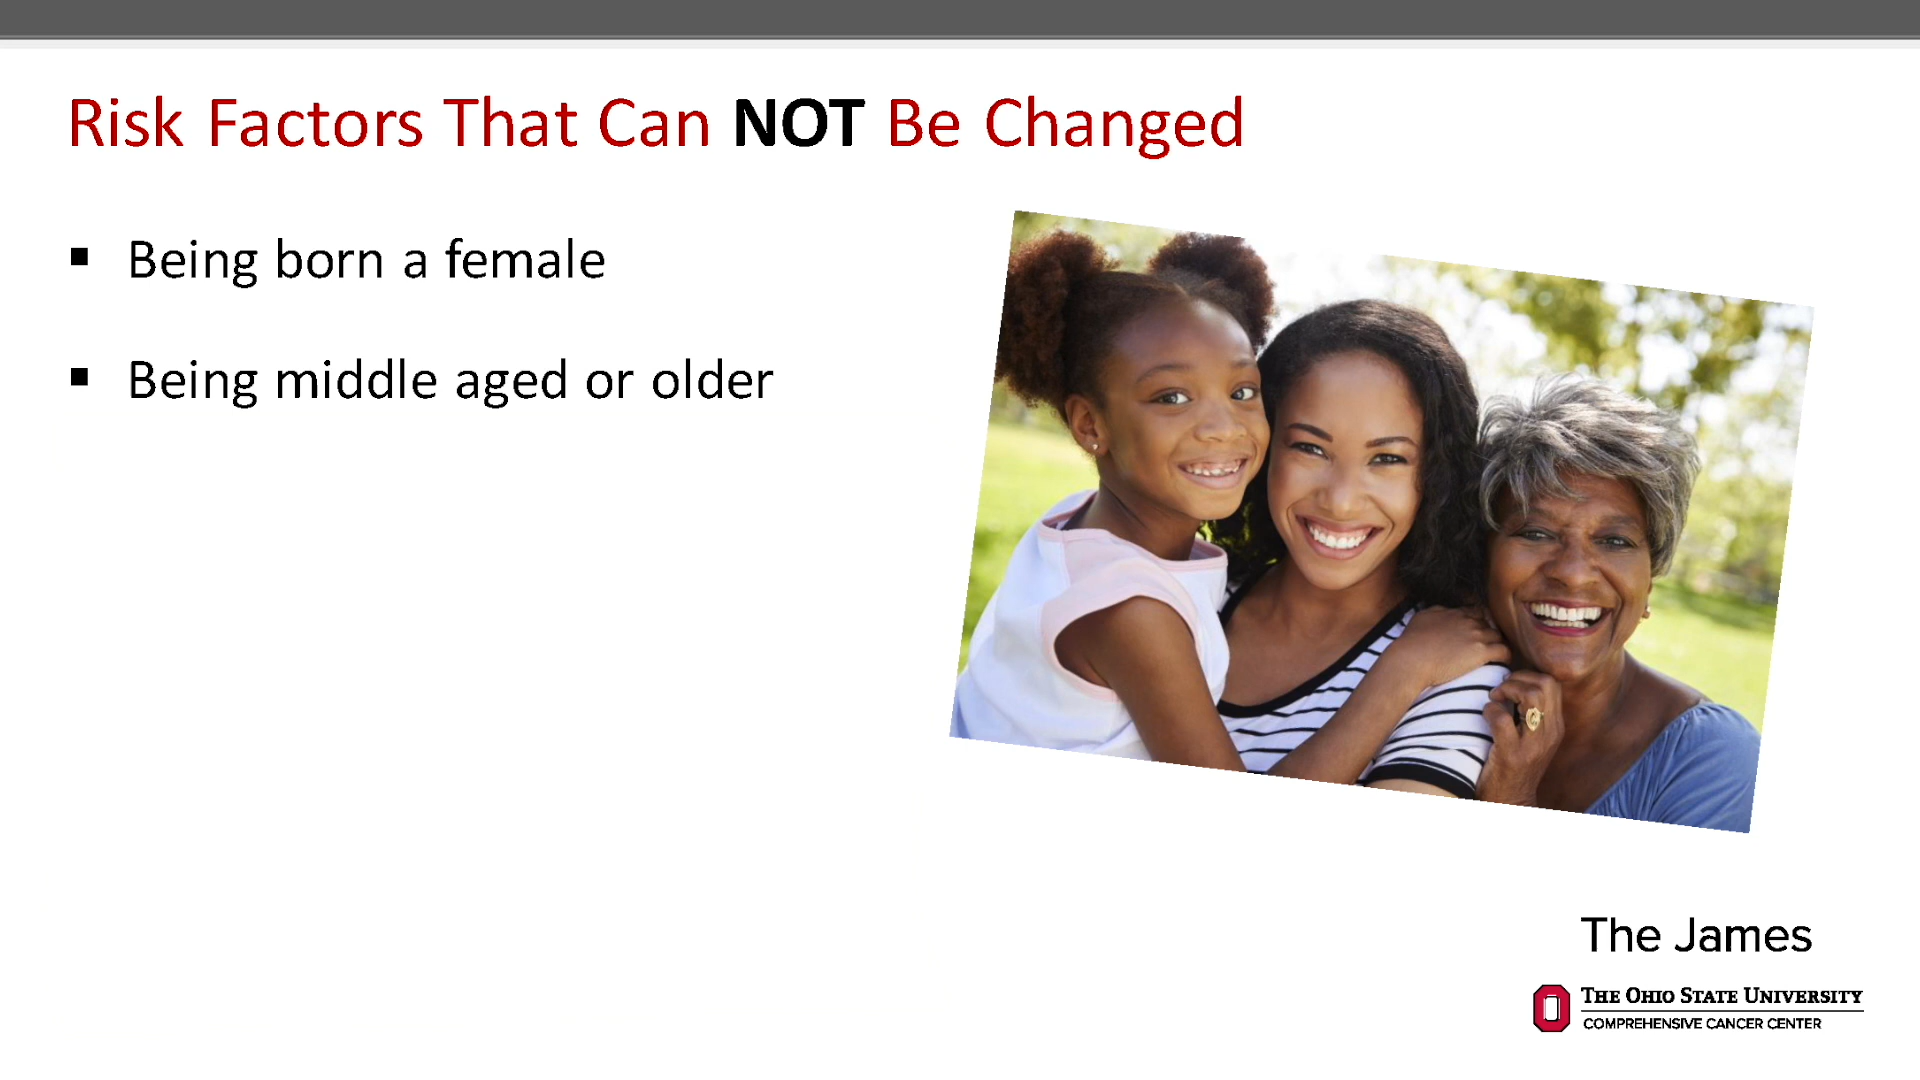 Risk Factors That Can NOT Be Changed
▪ Being born a female
▪ Being middle aged or older
The James
THE OHIO STATE UNIVERSITY
COMPREHENSIVE CANCER CENTER